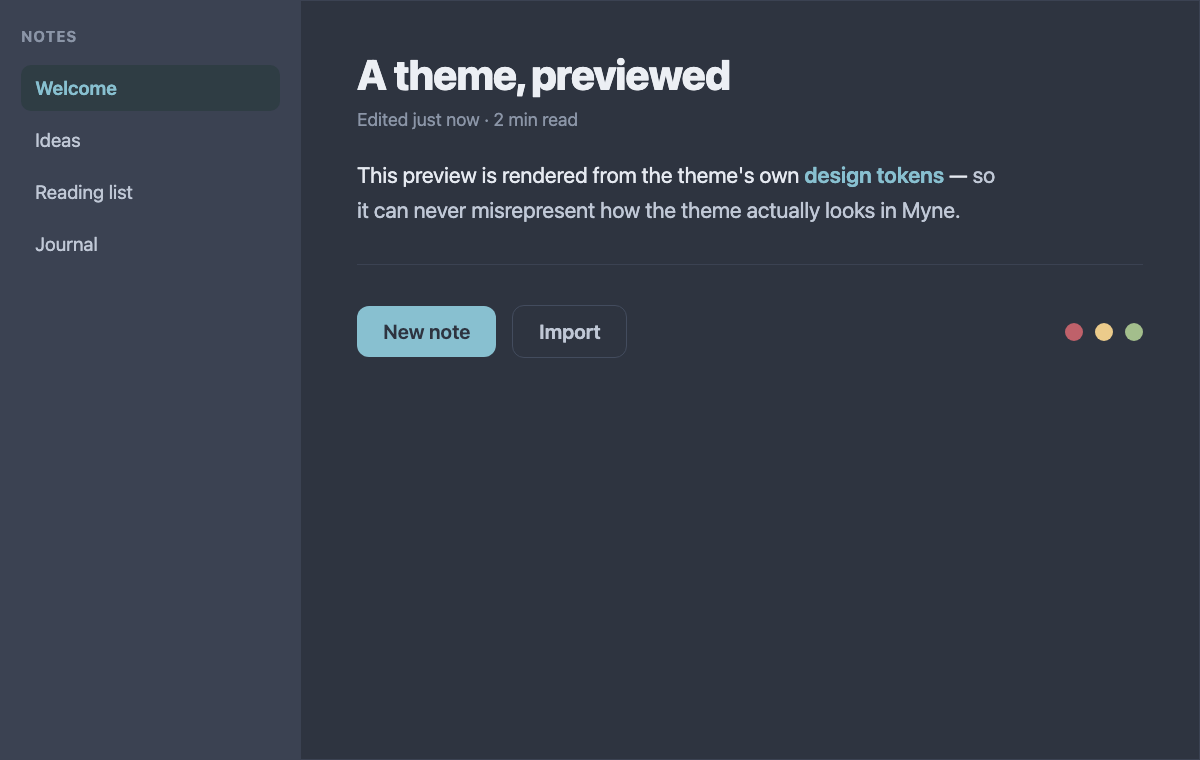 NOTES
Welcome
Ideas
Reading list
Journal
A theme, previewed
Edited just now · 2 min read
This preview is rendered from the theme's own design tokens — so
it can never misrepresent how the theme actually looks in Myne.
New note
Import